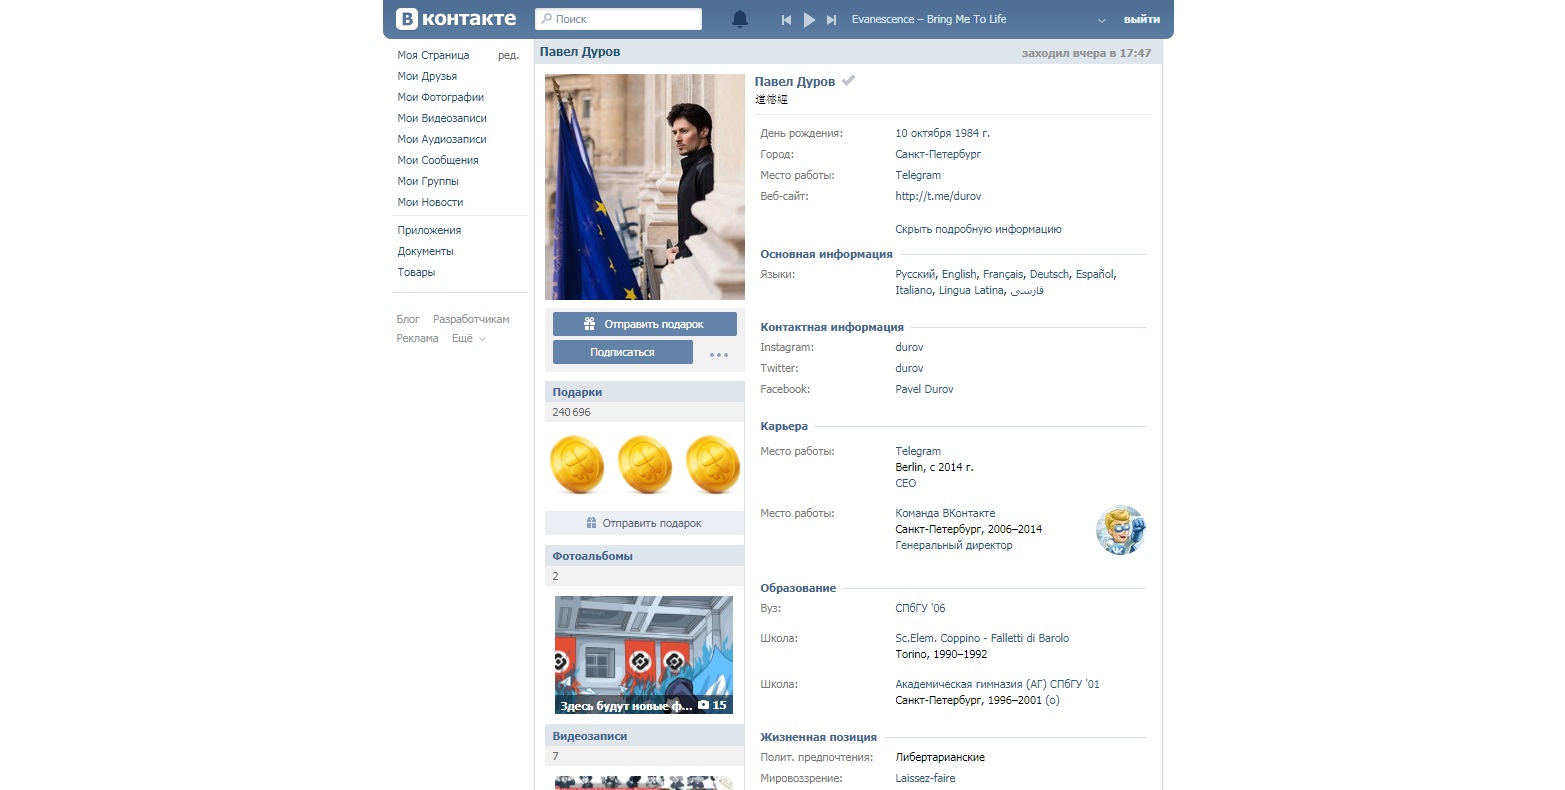 В контакте
Поиск
Evanescence – Bring Me To Life
выйти
Моя Страница
ред.
Мои Друзья
Мои Фотографии
Мои Видеозаписи
Мои Аудиозаписи
Мои Сообщения
Мои Группы
Мои Новости
Приложения
Документы
Товары
Блог Разработчикам
Реклама Ещё
Павел Дуров
заходил вчера в 17:47
Отправить подарок
Подписаться
Подарки
240 696
Отправить подарок
Фотоальбомы
2
Здесь будут новые ф... 15
Видеозаписи
7
Павел Дуров
道德經
День рождения: 10 октября 1984 г.
Город: Санкт-Петербург
Место работы: Telegram
Веб-сайт: http://t.me/durov
Скрыть подробную информацию
Основная информация
Языки: Русский, English, Français, Deutsch, Español,
Italiano, Lingua Latina, فارسی
Контактная информация
Instagram: durov
Twitter: durov
Facebook: Pavel Durov
Карьера
Место работы: Telegram
Berlin, с 2014 г.
CEO
Место работы: Команда ВКонтакте
Санкт-Петербург, 2006–2014
Генеральный директор
Образование
Вуз: СПбГУ '06
Школа: Sc.Elem. Coppino - Falletti di Barolo
Torino, 1990–1992
Школа: Академическая гимназия (АГ) СПбГУ '01
Санкт-Петербург, 1996–2001 (о)
Жизненная позиция
Полит. предпочтения: Либертарианские
Мировоззрение: Laissez-faire